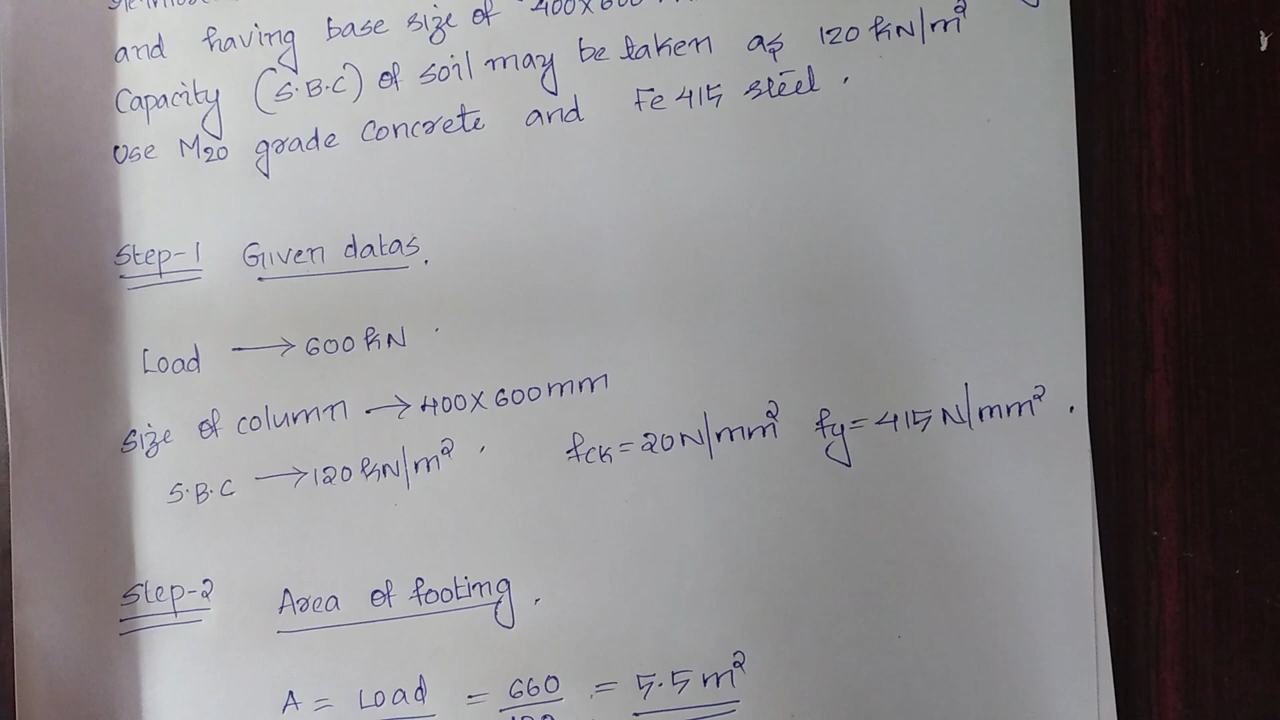 and having base size of 400x600
Capacity (S.B.C) of soil may be taken as 120 kN/m²
Use M20 grade concrete and Fe 415 steel.
Step-1 Given datas.
Load → 600 kN
Size of column → 400 x 600mm
S.B.C → 120 kN/m². fck = 20 N/mm² fy = 415 N/mm².
Step-2 Area of footing.
A = Load = 660 = 5.5 m²